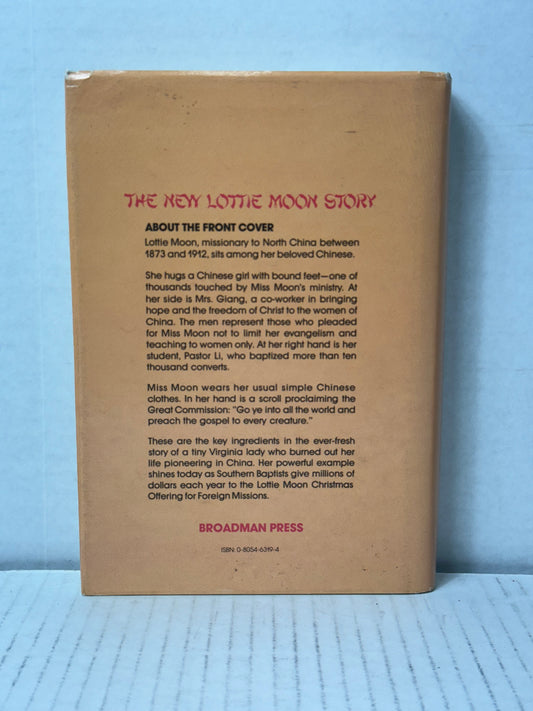 THE NEW LOTTIE MOON STORY
ABOUT THE FRONT COVER
Lottie Moon, missionary to North China between
1873 and 1912, sits among her beloved Chinese.
She hugs a Chinese girl with bound feet—one of
thousands touched by Miss Moon's ministry. At
her side is Mrs. Giang, a co-worker in bringing
hope and the freedom of Christ to the women of
China. The men represent those who pleaded
for Miss Moon not to limit her evangelism and
teaching to women only. At her right hand is her
student, Pastor Li, who baptized more than ten
thousand converts.
Miss Moon wears her usual simple Chinese
clothes. In her hand is a scroll proclaiming the
Great Commission: "Go ye into all the world and
preach the gospel to every creature."
These are the key ingredients in the ever-fresh
story of a tiny Virginia lady who burned out her
life pioneering in China. Her powerful example
shines today as Southern Baptists give millions of
dollars each year to the Lottie Moon Christmas
Offering for Foreign Missions.
BROADMAN PRESS
ISBN: 0-8054-6319-4